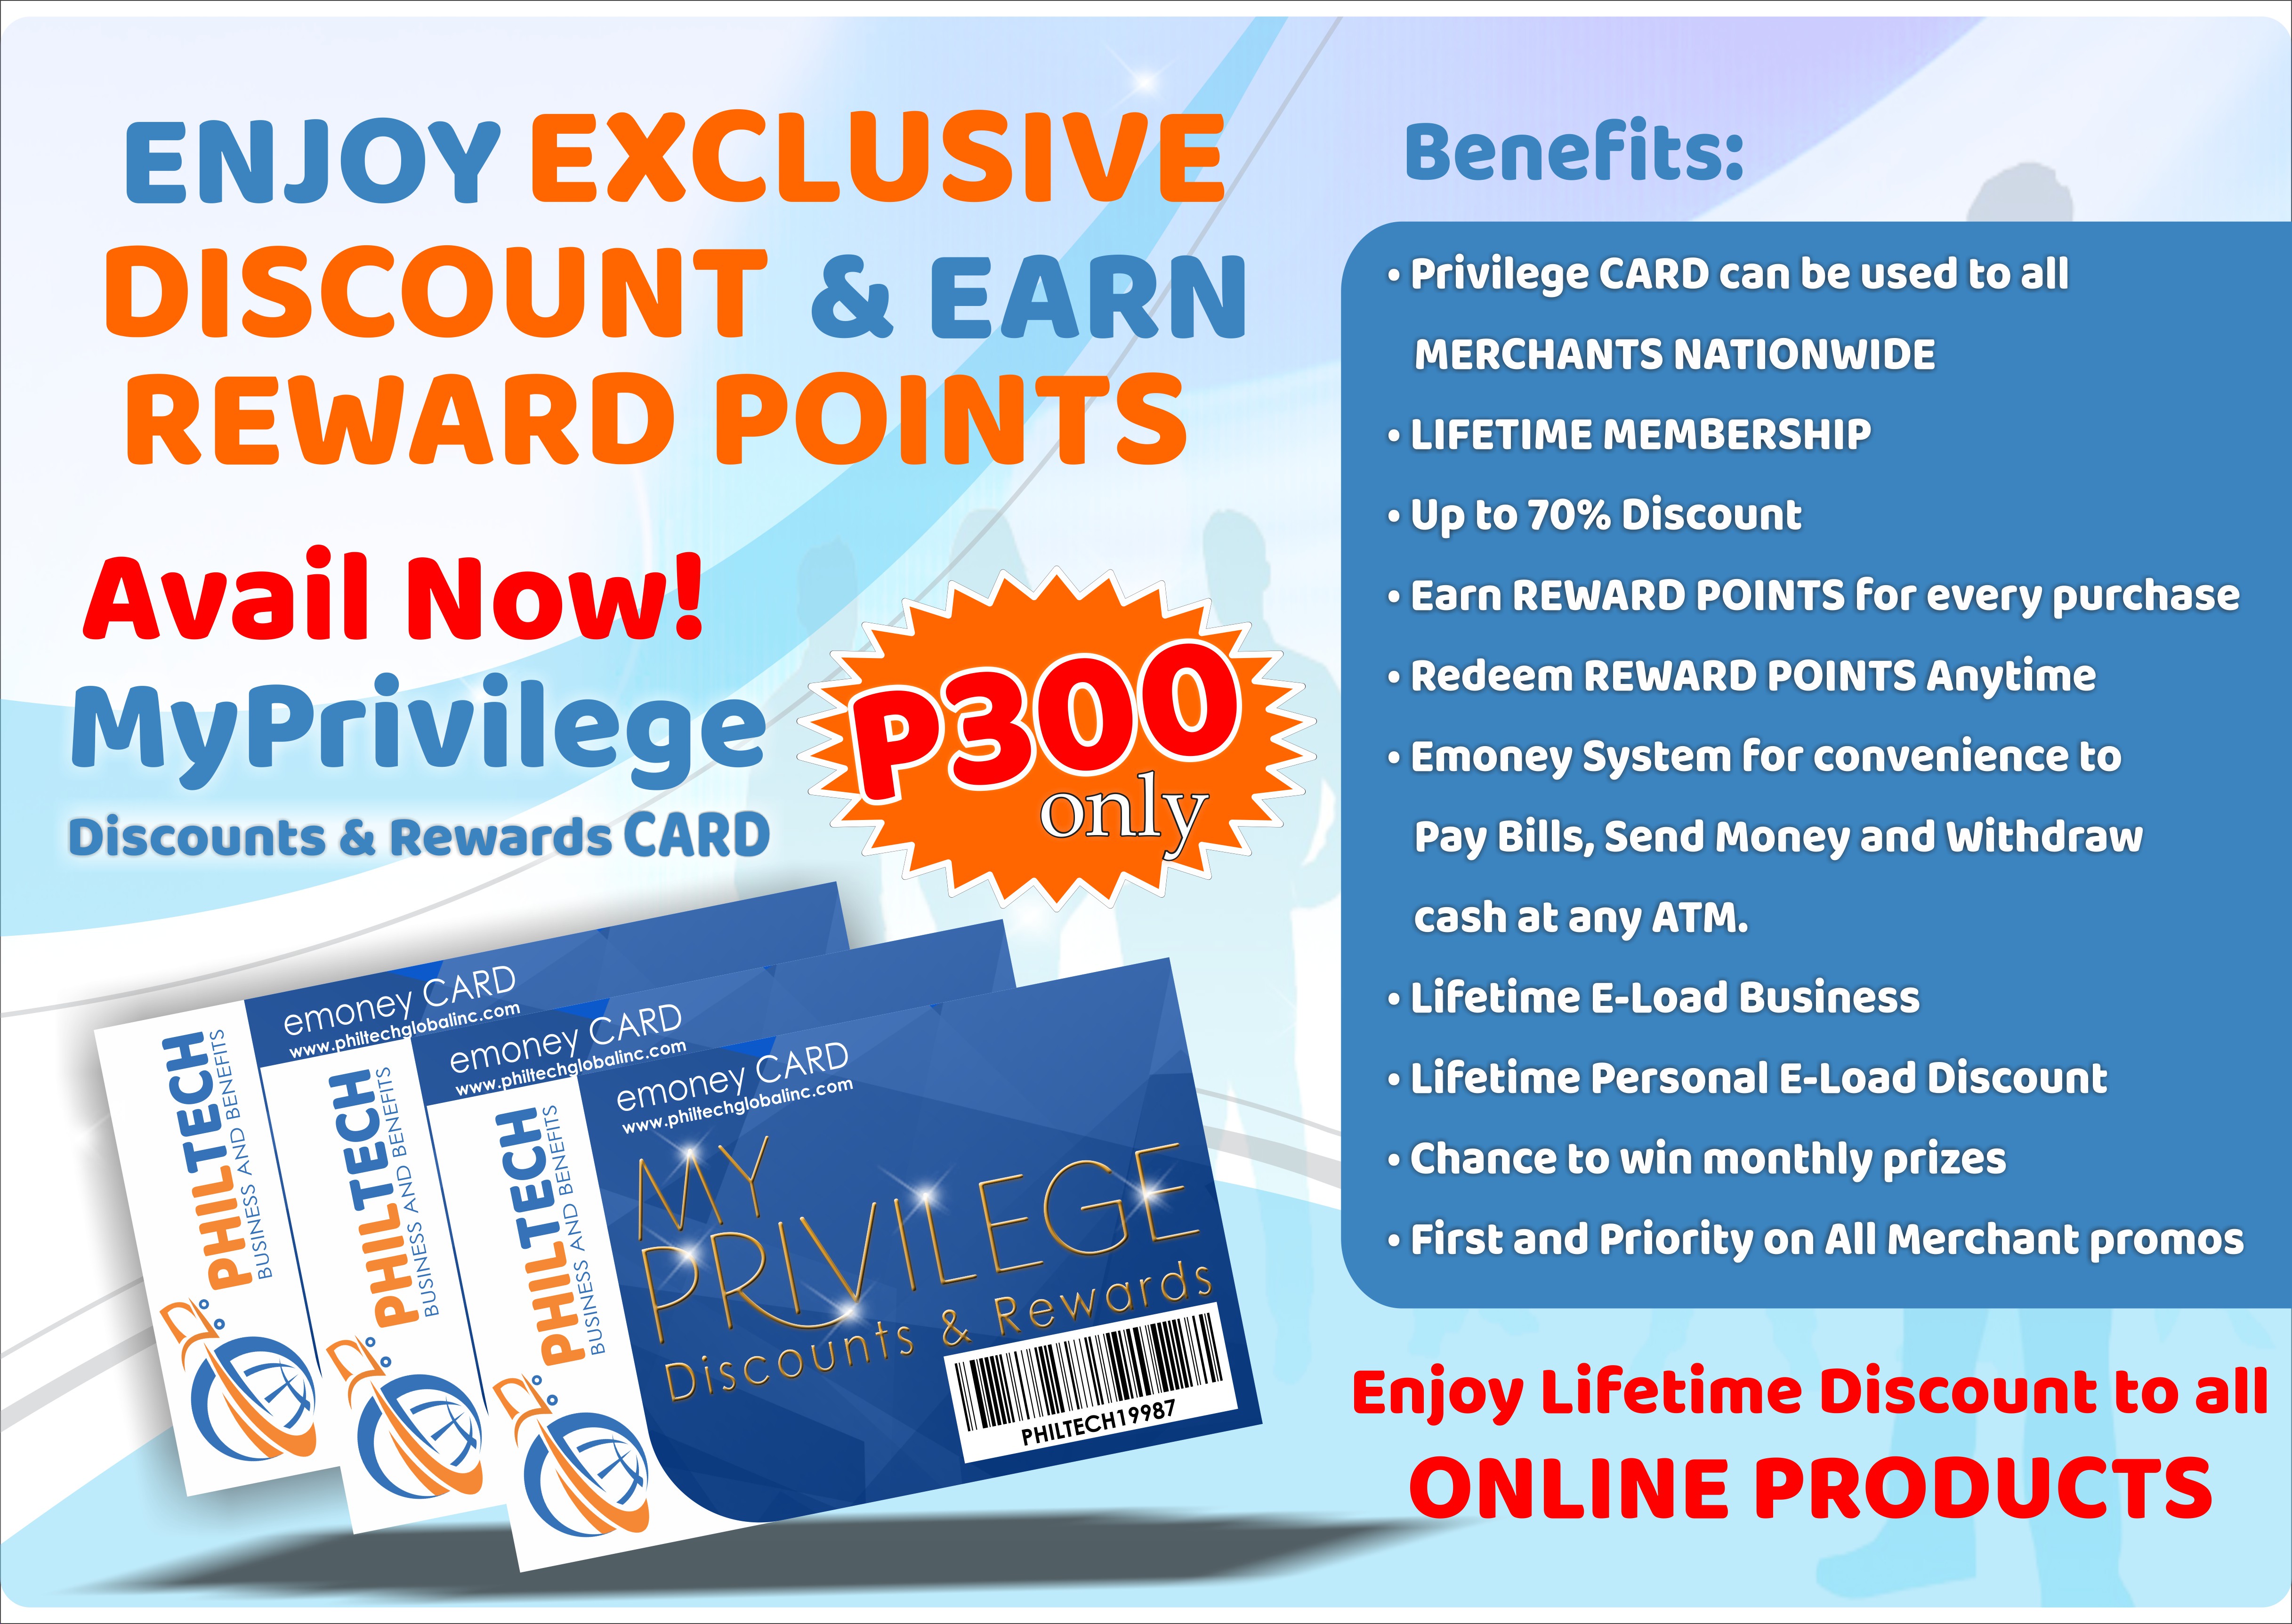 ENJOY EXCLUSIVE
DISCOUNT & EARN
REWARD POINTS
Avail Now!
MyPrivilege
Discounts & Rewards CARD
P300
only
emoney CARD
www.philtechglobalinc.com
PHILTECH
BUSINESS AND BENEFITS
emoney CARD
www.philtechglobalinc.com
PHILTECH
BUSINESS AND BENEFITS
emoney CARD
www.philtechglobalinc.com
PHILTECH
BUSINESS AND BENEFITS
MY
PRIVILEGE
Discounts & Rewards
PHILTECH19987
Benefits:
• Privilege CARD can be used to all
MERCHANTS NATIONWIDE
• LIFETIME MEMBERSHIP
• Up to 70% Discount
• Earn REWARD POINTS for every purchase
• Redeem REWARD POINTS Anytime
• Emoney System for convenience to
Pay Bills, Send Money and Withdraw
cash at any ATM.
• Lifetime E-Load Business
• Lifetime Personal E-Load Discount
• Chance to win monthly prizes
• First and Priority on All Merchant promos
Enjoy Lifetime Discount to all
ONLINE PRODUCTS